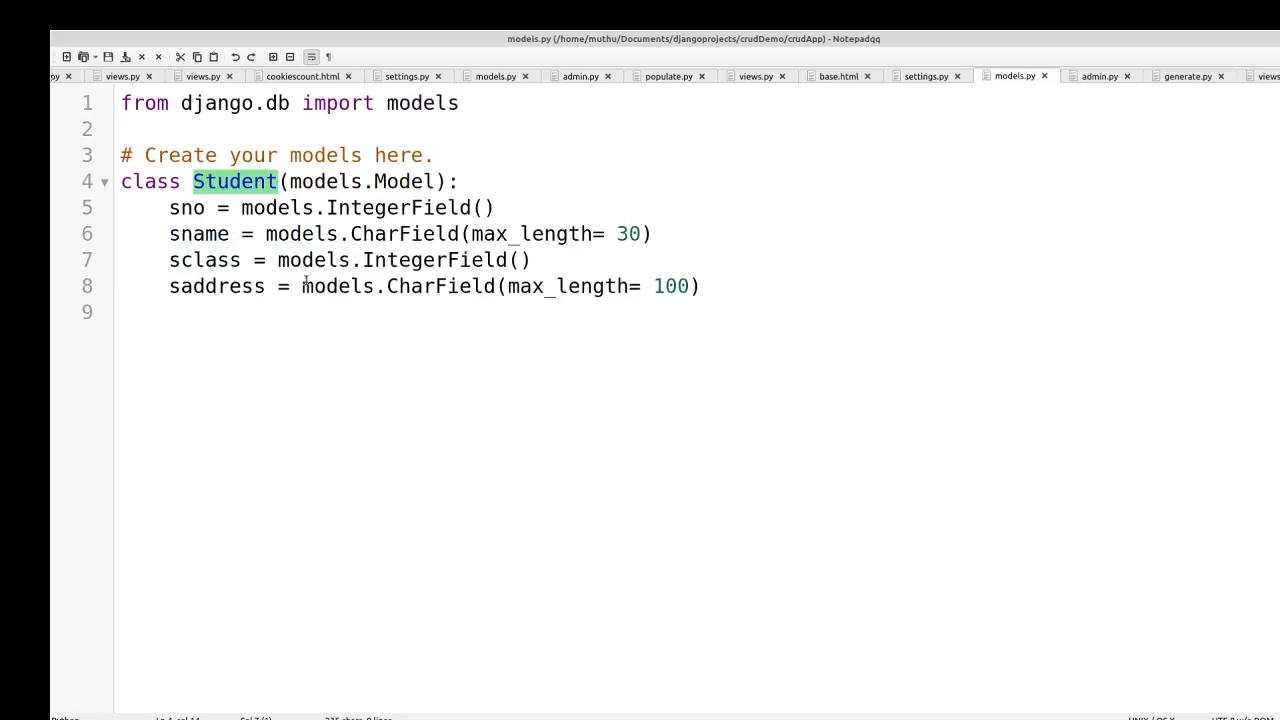 models.py (/home/muthu/Documents/djangoprojects/crudDemo/crudApp) - Notepadqq
py views.py views.py cookiescount.html settings.py models.py admin.py populate.py views.py base.html settings.py models.py admin.py generate.py views
1 from django.db import models
2
3 # Create your models here.
4 class Student(models.Model):
5 sno = models.IntegerField()
6 sname = models.CharField(max_length= 30)
7 sclass = models.IntegerField()
8 saddress = models.CharField(max_length= 100)
9